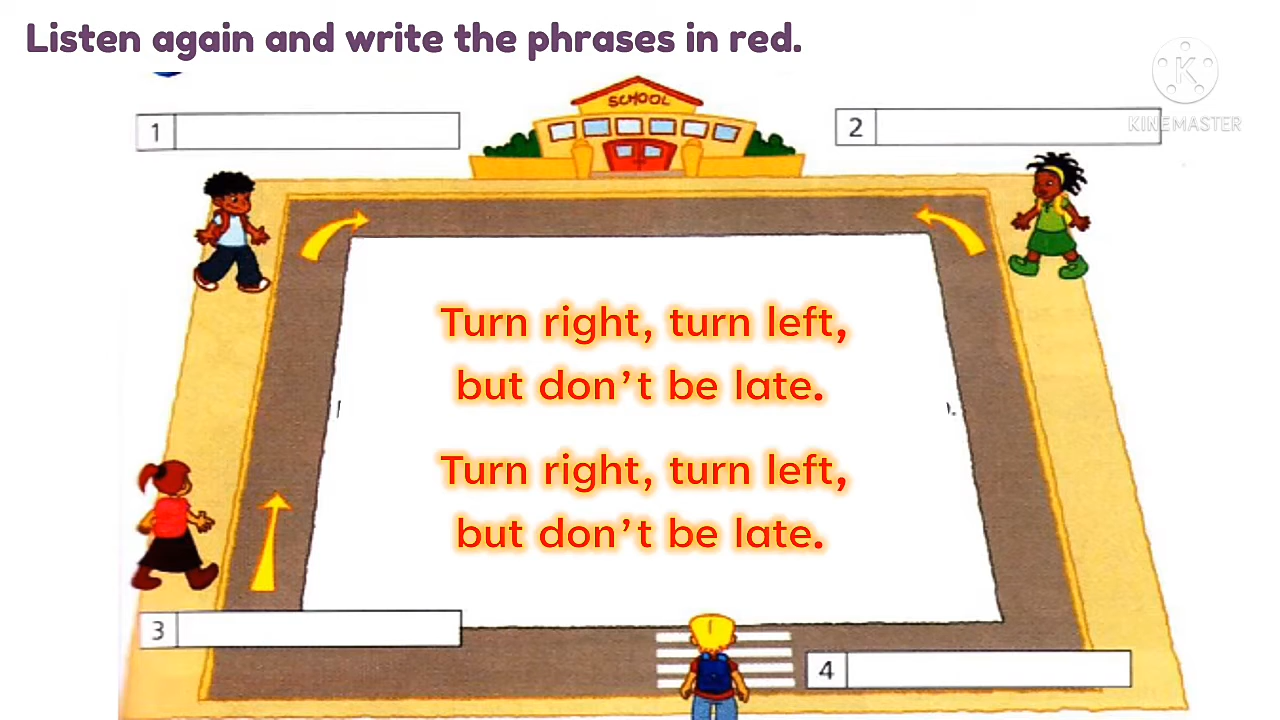 Listen again and write the phrases in red.
K
KINEMASTER
SCHOOL
1
2
Turn right, turn left,
but don't be late.
Turn right, turn left,
but don't be late.
3
4